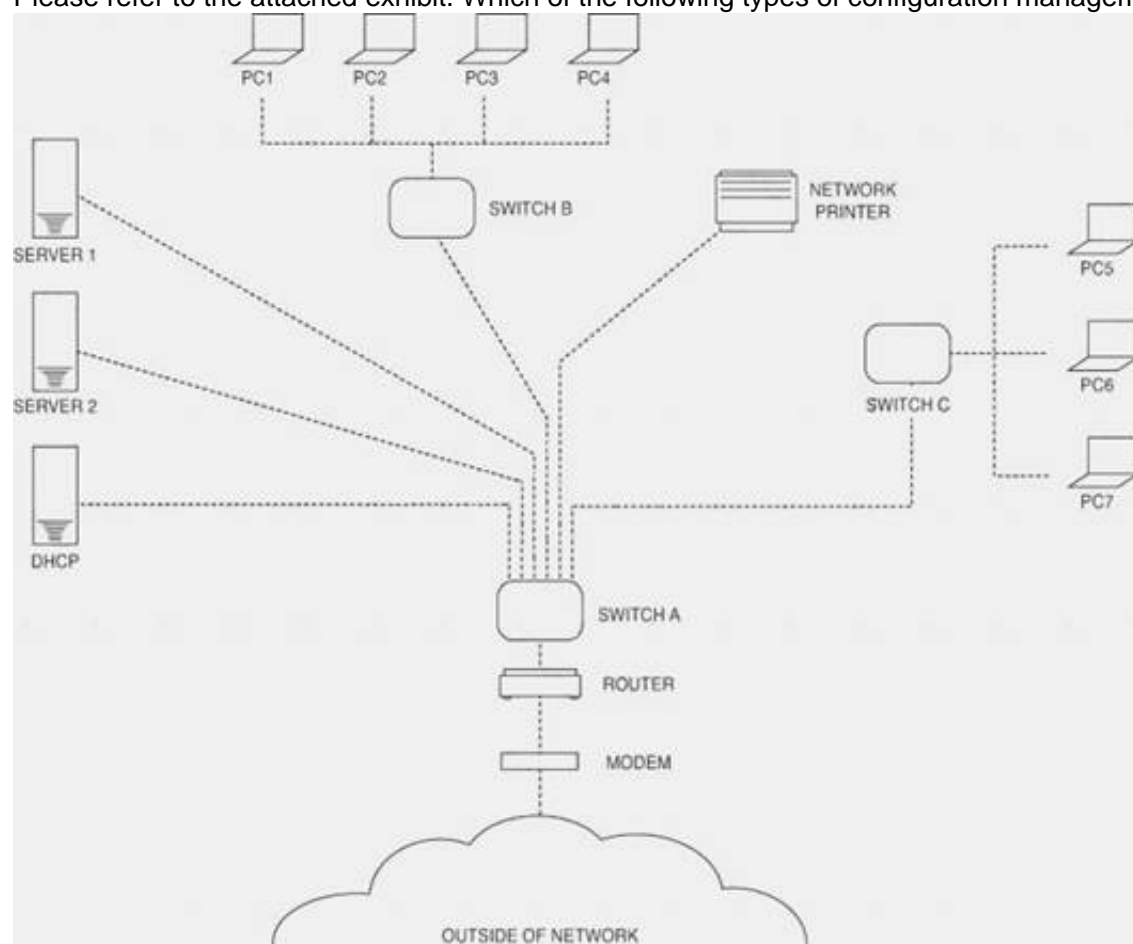 Please refer to the attached exhibit. Which of the following types of configuration
PC1 PC2 PC3 PC4
SWITCH B
NETWORK
PRINTER
SERVER 1
PC5
SERVER 2
PC6
SWITCH C
PC7
DHCP
SWITCH A
ROUTER
MODEM
OUTSIDE OF NETWORK